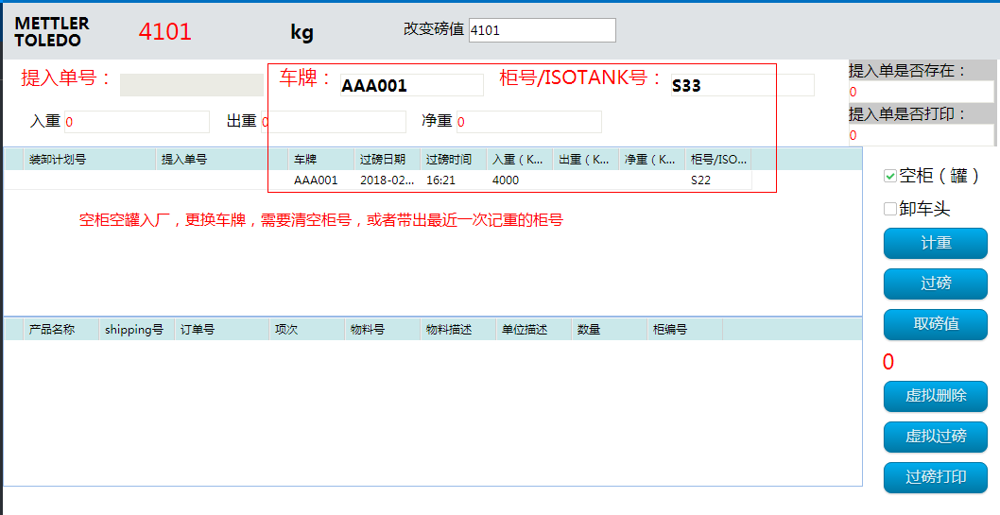 METTLER TOLEDO
4101 kg 改变磅值 4101
提入单号： 车牌： AAA001 柜号/ISOTANK号： S33
提入单是否存在：
0
提入单是否打印：
0
入重 0 出重 0 净重 0
装卸计划号 提入单号 车牌 过磅日期 过磅时间 入重（K... 出重（K... 净重（K... 柜号/ISO...
AAA001 2018-02... 16:21 4000 S22
空柜空罐入厂，更换车牌，需要清空柜号，或者带出最近一次记重的柜号
产品名称 shipping号 订单号 项次 物料号 物料描述 单位描述 数量 柜编号
空柜（罐）
卸车头
计重
过磅
取磅值
0
虚拟删除
虚拟过磅
过磅打印